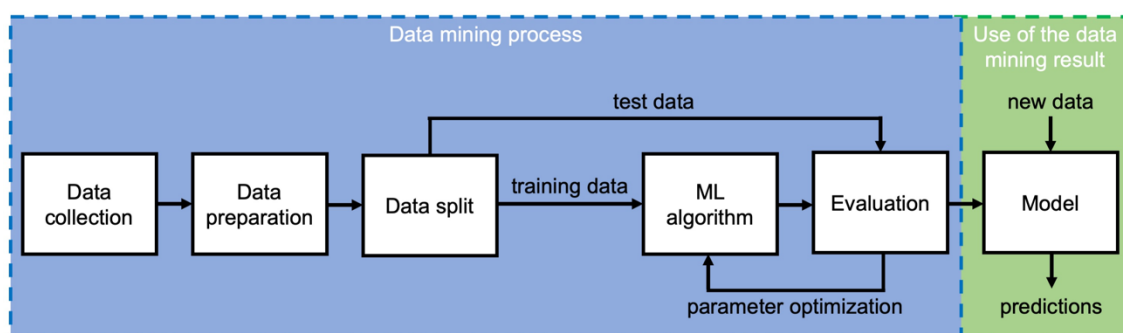 Data mining process
Use of the data
mining result
test data
new data
Data
collection
Data
preparation
Data split
training data
ML
algorithm
Evaluation
Model
parameter optimization
predictions